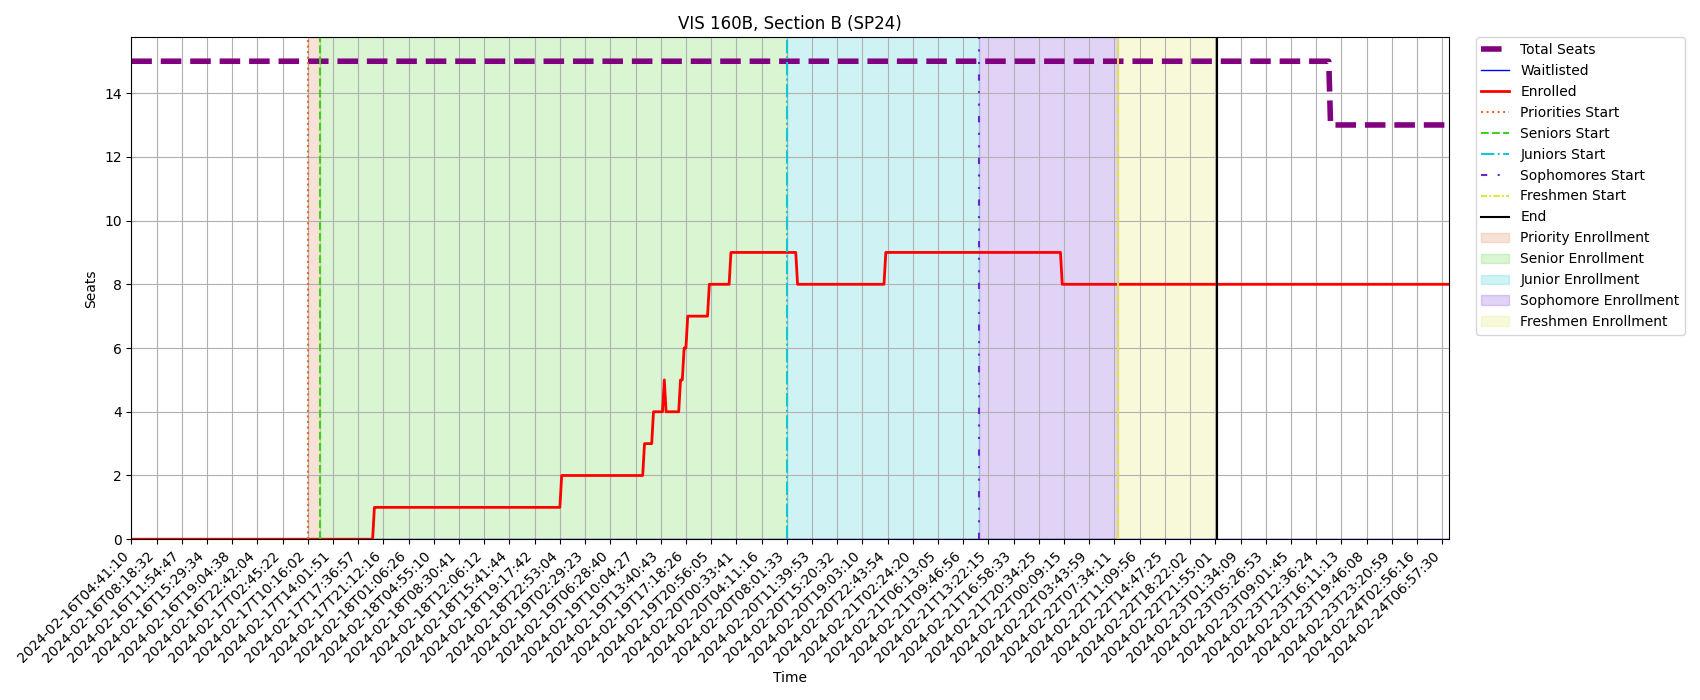 VIS 160B, Section B (SP24)
Seats
14
12
10
8
6
4
2
0
2024-02-16T04:41:10
2024-02-16T08:18:32
2024-02-16T11:54:47
2024-02-16T15:29:34
2024-02-16T19:04:38
2024-02-16T22:42:04
2024-02-17T02:45:22
2024-02-17T10:16:02
2024-02-17T14:01:51
2024-02-17T17:36:57
2024-02-17T21:12:16
2024-02-18T01:06:26
2024-02-18T04:55:10
2024-02-18T08:30:41
2024-02-18T12:06:12
2024-02-18T15:41:44
2024-02-18T19:17:42
2024-02-18T22:53:04
2024-02-19T02:29:23
2024-02-19T06:28:40
2024-02-19T10:04:27
2024-02-19T13:40:43
2024-02-19T17:18:26
2024-02-19T20:56:05
2024-02-20T00:33:41
2024-02-20T04:11:16
2024-02-20T08:01:33
2024-02-20T11:39:53
2024-02-20T15:20:32
2024-02-20T19:03:10
2024-02-20T22:43:54
2024-02-21T02:24:20
2024-02-21T06:13:05
2024-02-21T09:46:56
2024-02-21T13:22:15
2024-02-21T16:58:33
2024-02-21T20:34:25
2024-02-22T00:09:15
2024-02-22T03:43:59
2024-02-22T07:34:11
2024-02-22T11:09:56
2024-02-22T14:47:25
2024-02-22T18:22:02
2024-02-22T21:55:01
2024-02-23T01:34:09
2024-02-23T05:26:53
2024-02-23T09:01:45
2024-02-23T12:36:24
2024-02-23T16:11:13
2024-02-23T19:46:08
2024-02-23T23:20:59
2024-02-24T02:56:16
2024-02-24T06:57:30
Time
Total Seats
Waitlisted
Enrolled
Priorities Start
Seniors Start
Juniors Start
Sophomores Start
Freshmen Start
End
Priority Enrollment
Senior Enrollment
Junior Enrollment
Sophomore Enrollment
Freshmen Enrollment